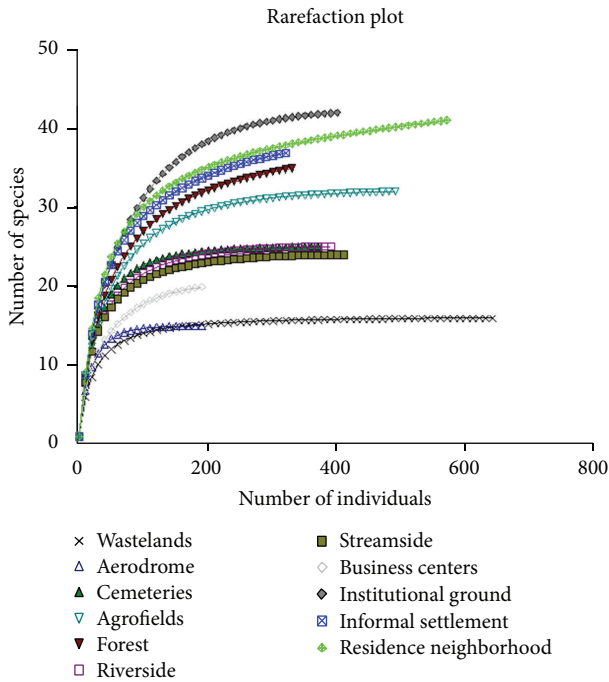 Rarefaction plot
50
40
30
20
10
0
Number of species
0 200 400 600 800
Number of individuals
Wastelands
Aerodrome
Cemeteries
Agrofields
Forest
Riverside
Streamside
Business centers
Institutional ground
Informal settlement
Residence neighborhood